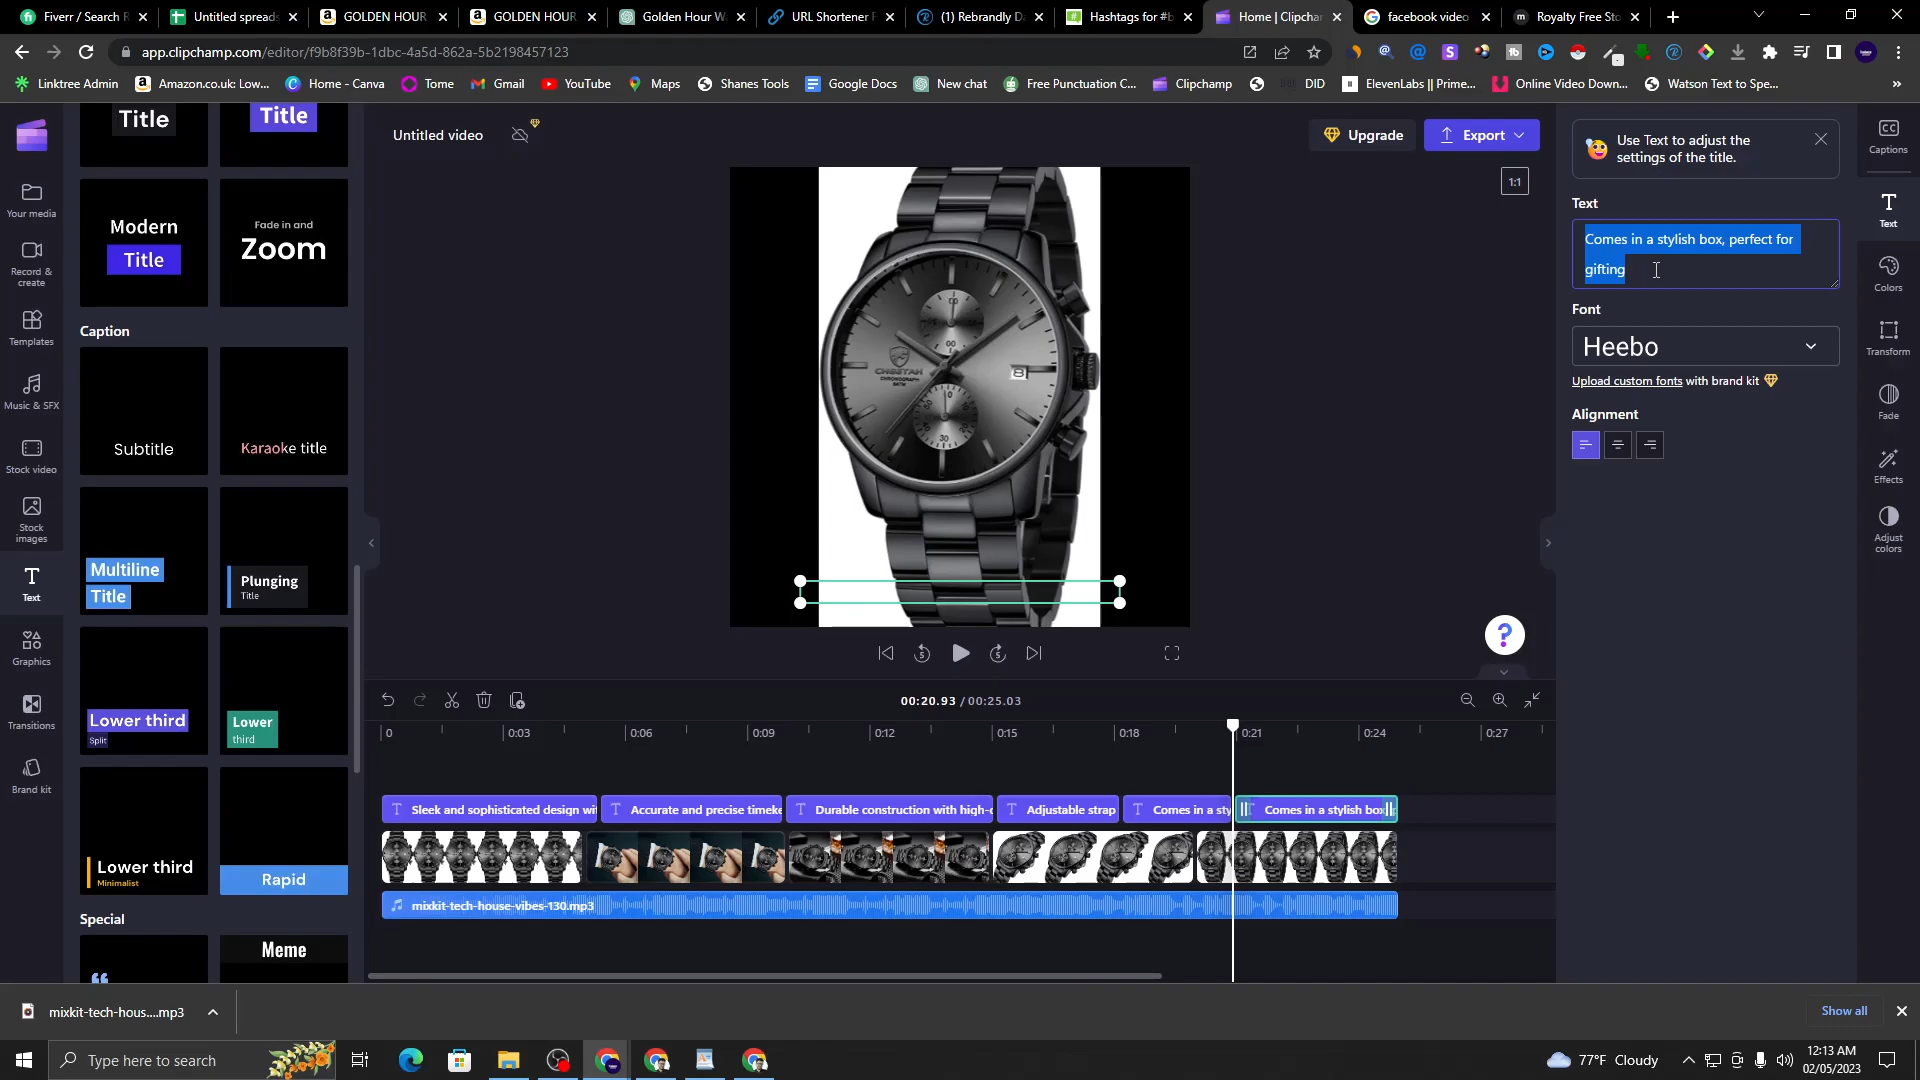 Fiverr / Search R
Untitled spreads
GOLDEN HOUR
GOLDEN HOUR
Golden Hour W
URL Shortener F
(1) Rebrandly D
Hashtags for #b
Home | Clipchar
facebook video
Royalty Free Sto
app.clipchamp.com/editor/f9b8f39b-1dbc-4a5d-862a-5b2198457123
Linktree Admin
Amazon.co.uk: Low...
Home - Canva
Tome
Gmail
YouTube
Maps
Shanes Tools
Google Docs
New chat
Free Punctuation C...
Clipchamp
DID
ElevenLabs || Prime...
Online Video Down...
Watson Text to Spe...
»
Your media
Record &
create
Templates
Music & SFX
Stock video
Stock
images
Text
Graphics
Transitions
Brand kit
Title
Title
Modern
Title
Fade in and
Zoom
Caption
Subtitle
Karaoke title
Multiline
Title
Plunging
Title
Lower third
Split
Lower
third
Lower third
Minimalist
Rapid
Special
Meme
Untitled video
Upgrade
Export
1:1
CHEETAH
CHRONOGRAPH
8
30
Use Text to adjust the
settings of the title.
Text
Comes in a stylish box, perfect for
gifting
Font
Heebo
Upload custom fonts with brand kit
Alignment
Captions
Text
Colors
Transform
Fade
Effects
Adjust
colors
?
5
5
00:20.93 / 00:25.03
0
0:03
0:06
0:09
0:12
0:15
0:18
0:21
0:24
0:27
Sleek and sophisticated design wi
Accurate and precise timeke
Durable construction with high-
Adjustable strap
Comes in a sty
Comes in a stylish box
mixkit-tech-house-vibes-130.mp3
mixkit-tech-hous....mp3
Show all
Type here to search
77°F Cloudy
12:13 AM
02/05/2023